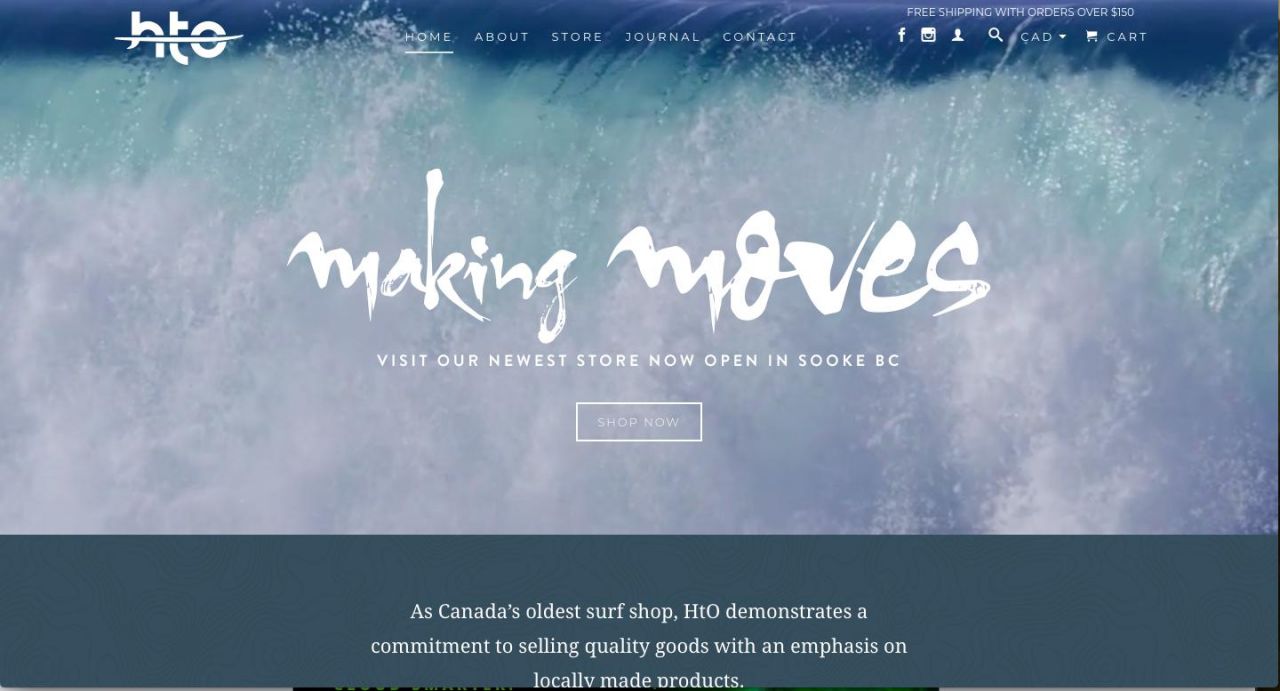 FREE SHIPPING WITH ORDERS OVER $150
hto
HOME ABOUT STORE JOURNAL CONTACT
CAD CART
making moves
VISIT OUR NEWEST STORE NOW OPEN IN SOOKE BC
SHOP NOW
As Canada’s oldest surf shop, HtO demonstrates a
commitment to selling quality goods with an emphasis on
locally made products.